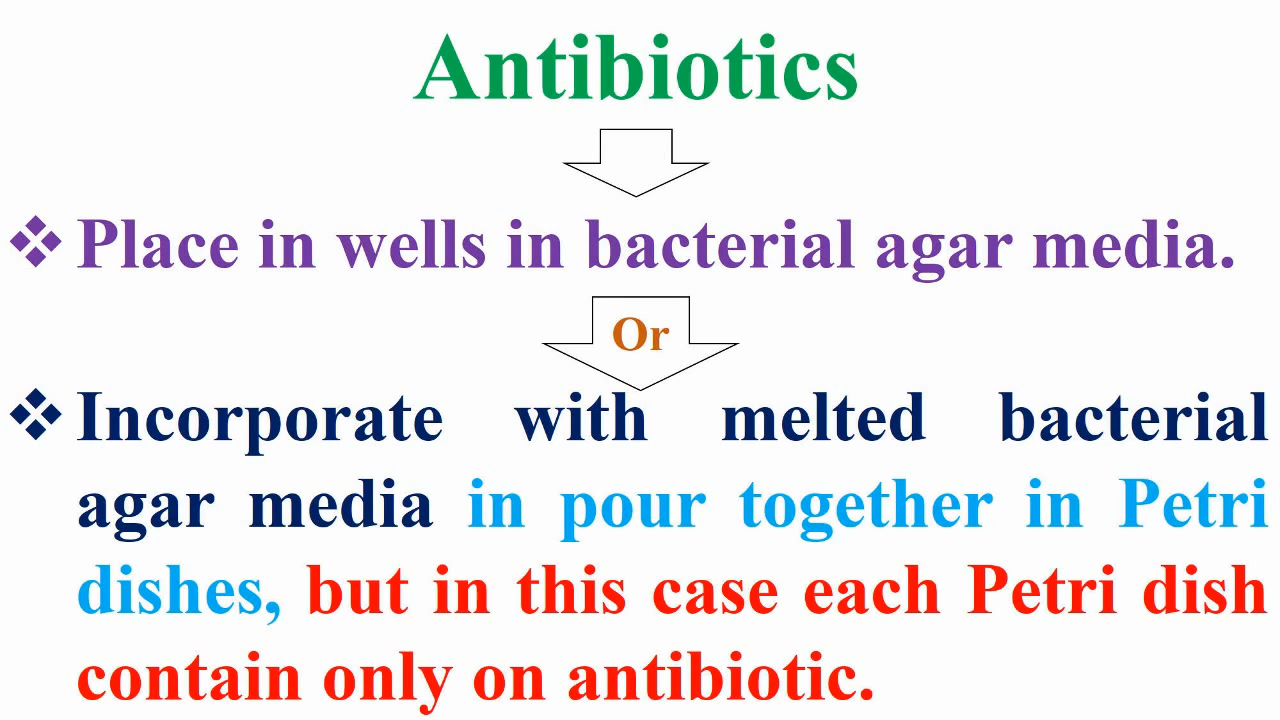 Antibiotics
Place in wells in bacterial agar media.
Or
Incorporate with melted bacterial
agar media in pour together in Petri
dishes, but in this case each Petri dish
contain only on antibiotic.